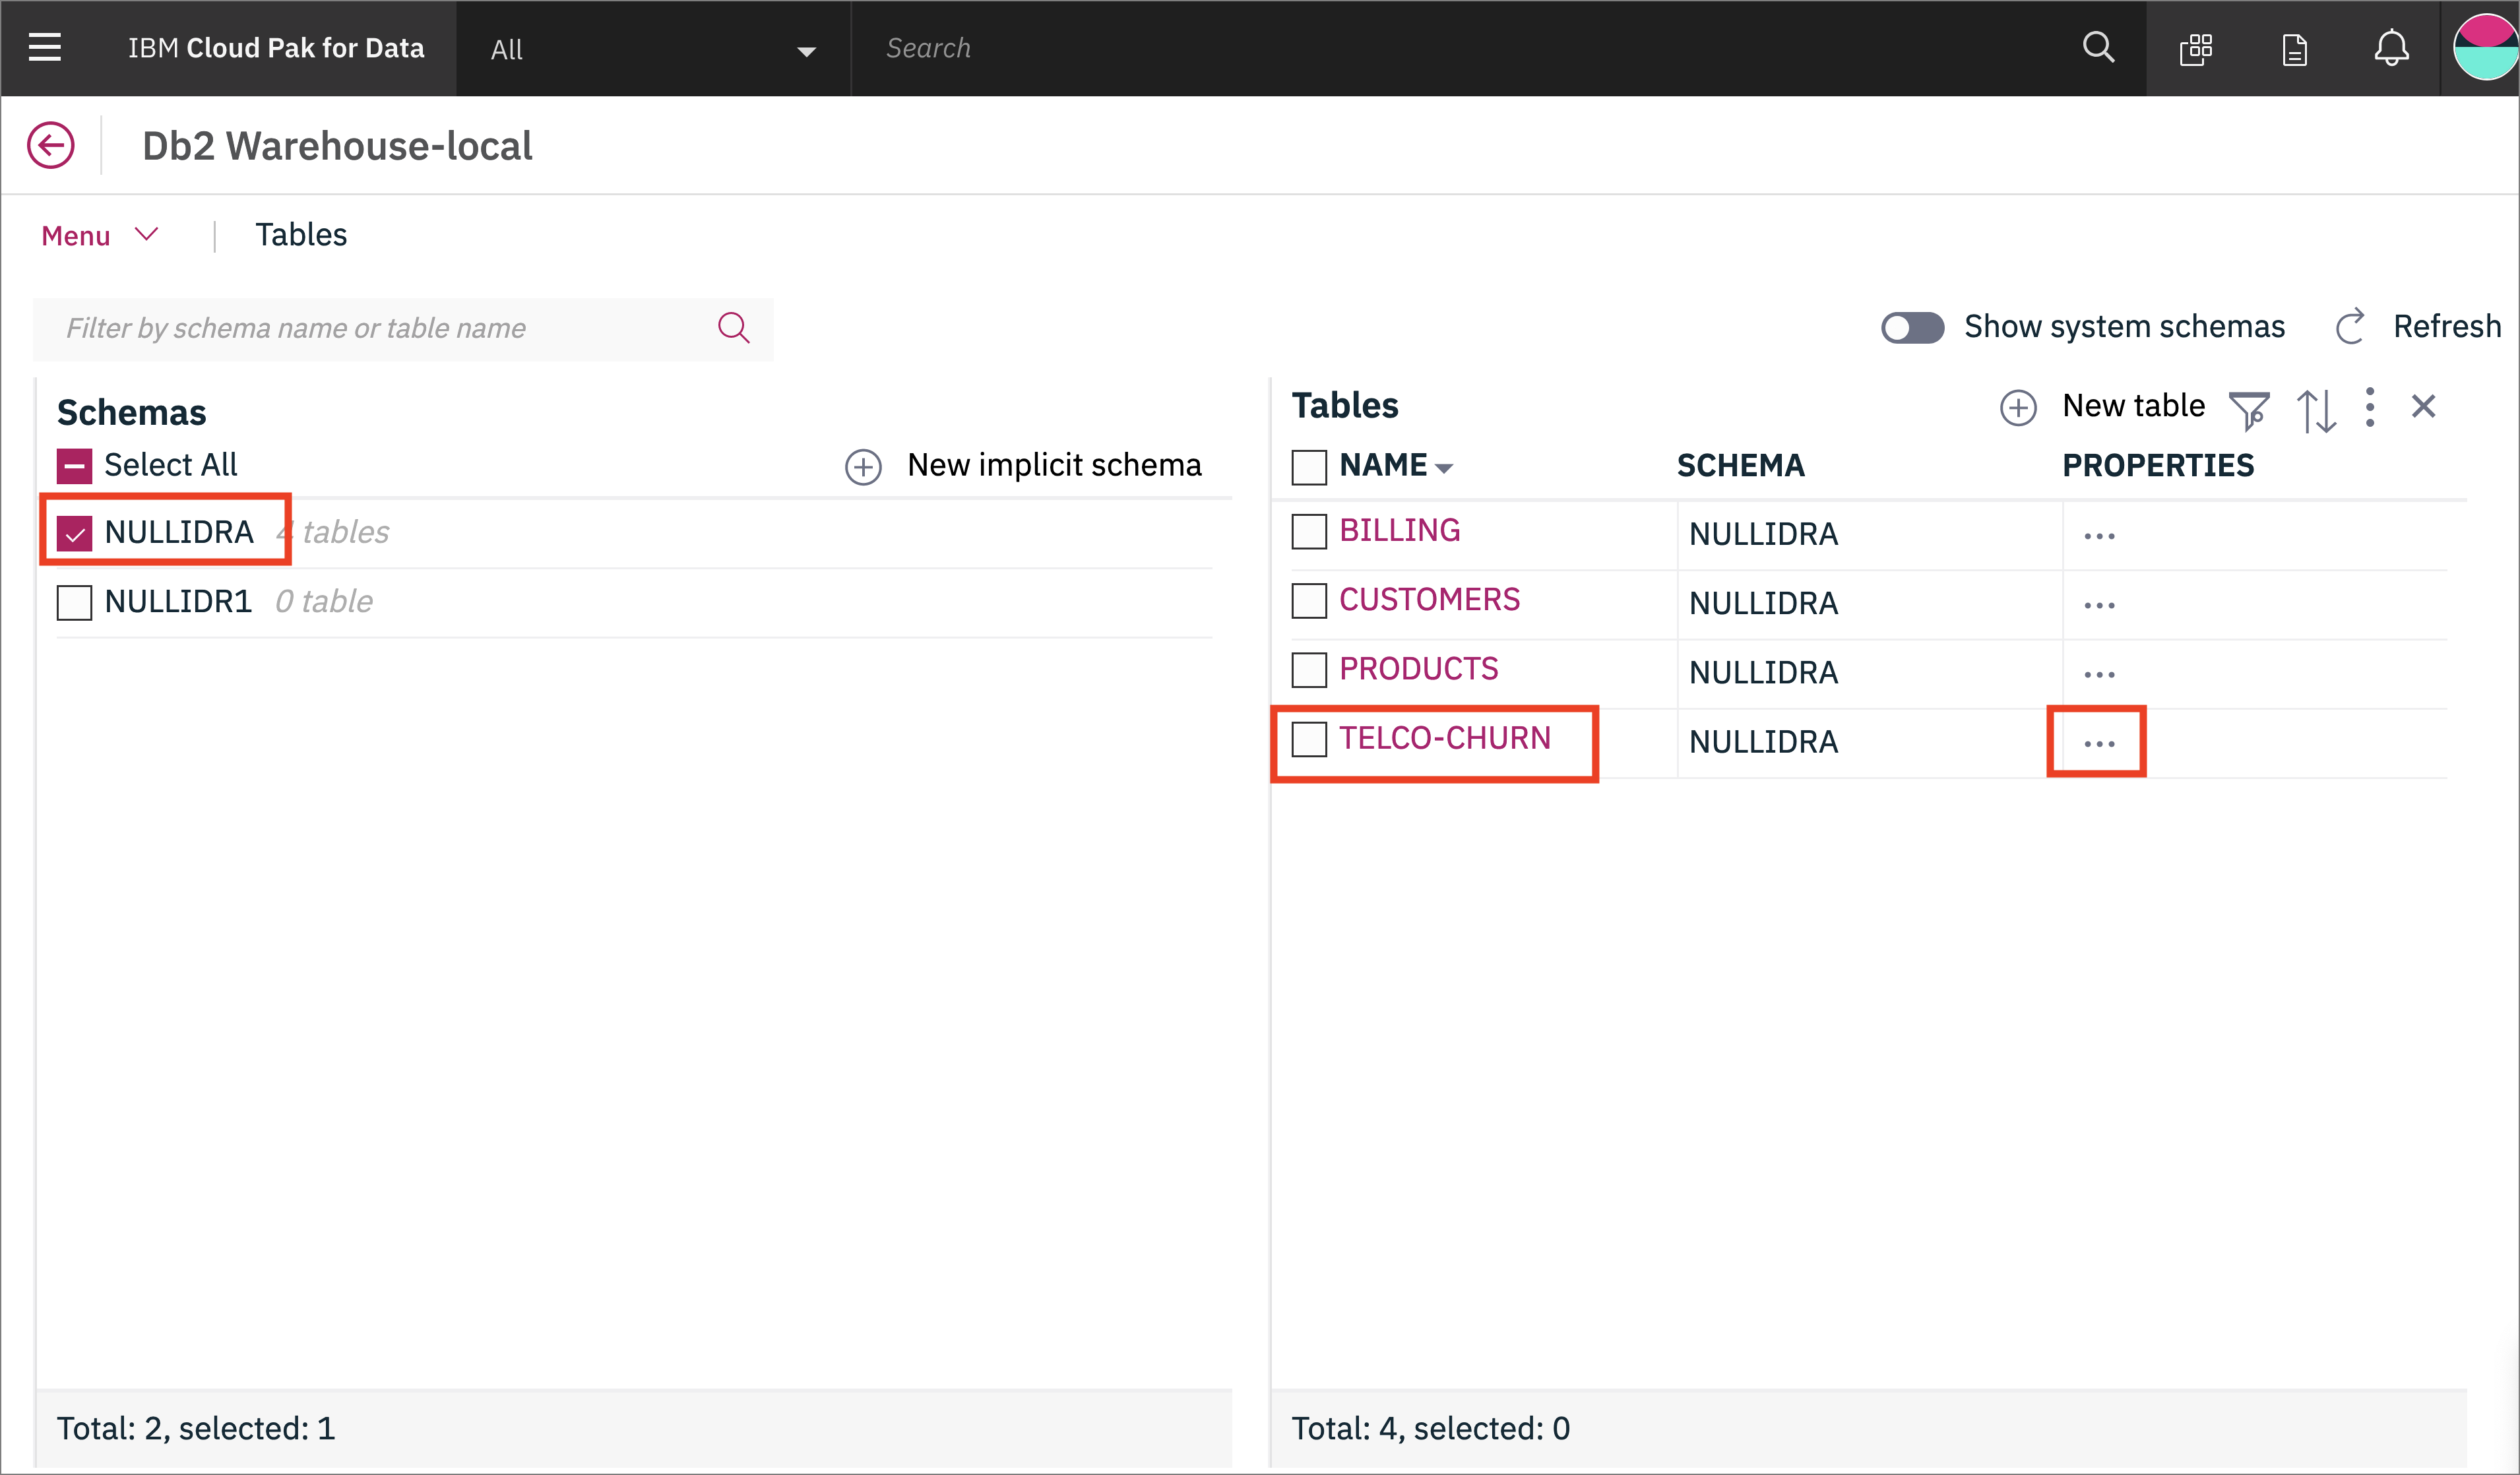 IBM Cloud Pak for Data
All
Search
Db2 Warehouse-local
Menu
Tables
Filter by schema name or table name
Show system schemas
Refresh
Schemas
Select All
New implicit schema
NULLIDRA 4 tables
NULLIDR1 0 table
Total: 2, selected: 1
Tables
New table
NAME SCHEMA PROPERTIES
BILLING NULLIDRA ...
CUSTOMERS NULLIDRA ...
PRODUCTS NULLIDRA ...
TELCO-CHURN NULLIDRA ...
Total: 4, selected: 0